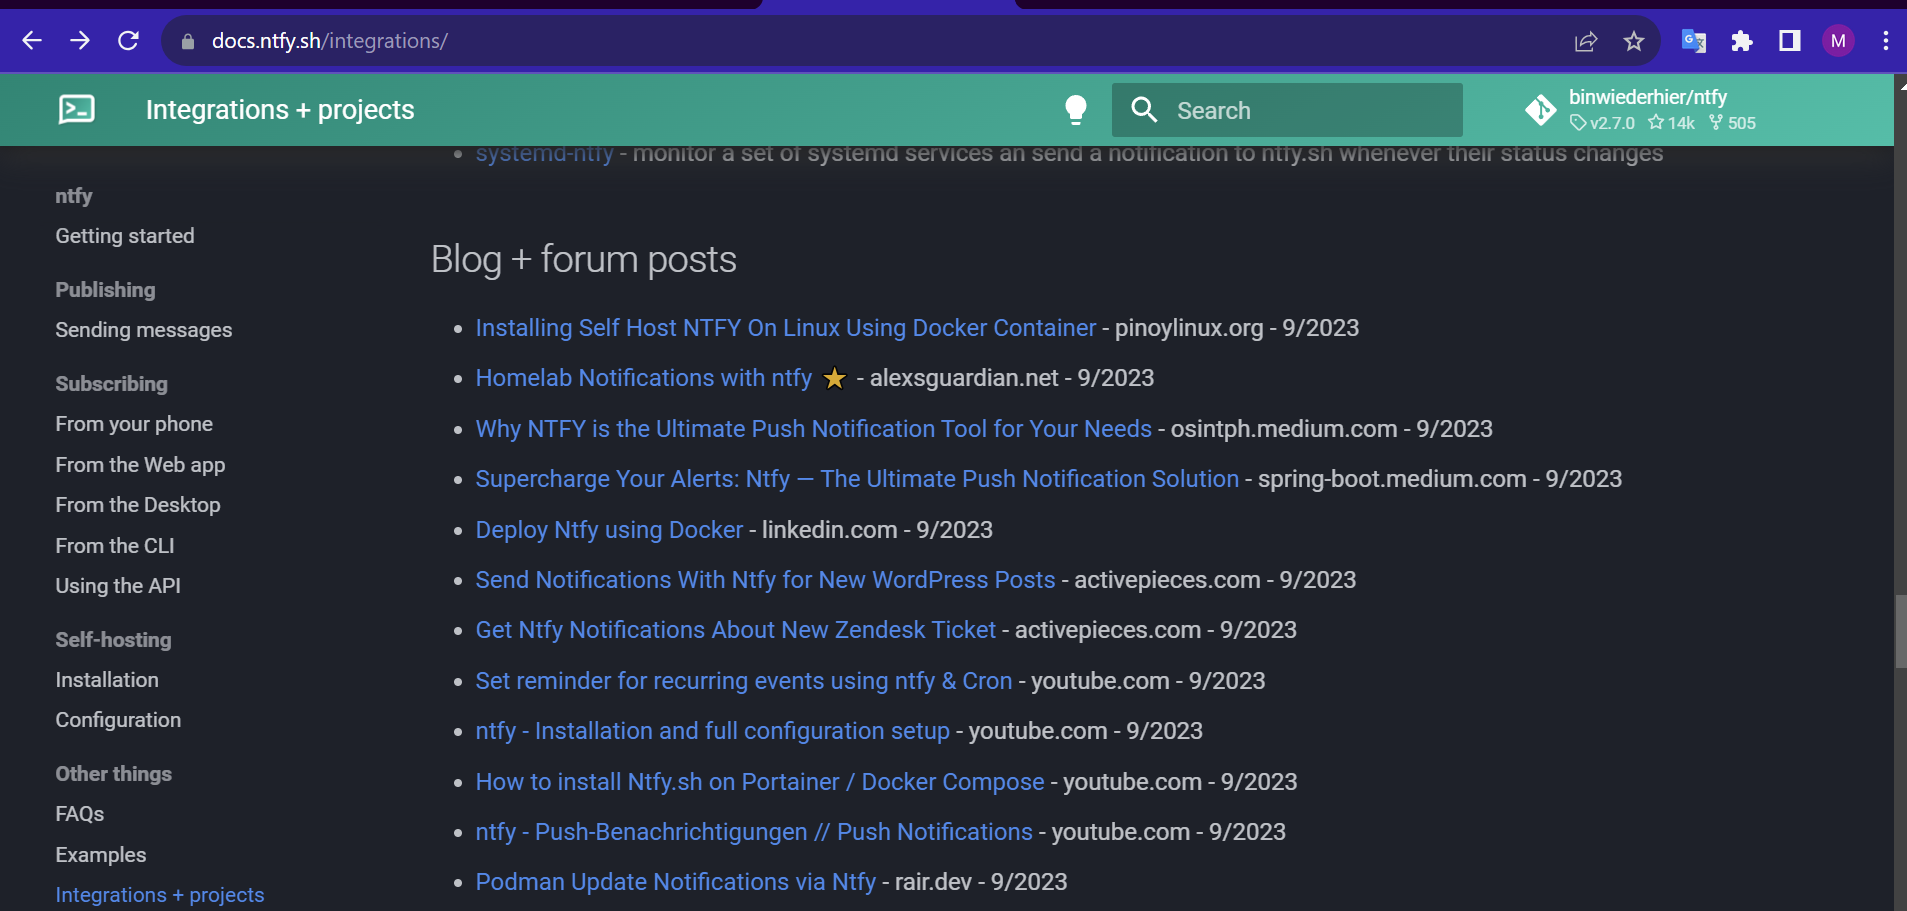 docs.ntfy.sh/integrations/
M
Integrations + projects
Search
binwiederhier/ntfy
v2.7.0 14k 505
systemd-ntfy - monitor a set of systemd services an send a notification to ntfy.sh whenever their status changes
ntfy
Getting started
Publishing
Sending messages
Subscribing
From your phone
From the Web app
From the Desktop
From the CLI
Using the API
Self-hosting
Installation
Configuration
Other things
FAQs
Examples
Integrations + projects
Blog + forum posts
Installing Self Host NTFY On Linux Using Docker Container - pinoylinux.org - 9/2023
Homelab Notifications with ntfy ⭐ - alexsguardian.net - 9/2023
Why NTFY is the Ultimate Push Notification Tool for Your Needs - osintph.medium.com - 9/2023
Supercharge Your Alerts: Ntfy — The Ultimate Push Notification Solution - spring-boot.medium.com - 9/2023
Deploy Ntfy using Docker - linkedin.com - 9/2023
Send Notifications With Ntfy for New WordPress Posts - activepieces.com - 9/2023
Get Ntfy Notifications About New Zendesk Ticket - activepieces.com - 9/2023
Set reminder for recurring events using ntfy & Cron - youtube.com - 9/2023
ntfy - Installation and full configuration setup - youtube.com - 9/2023
How to install Ntfy.sh on Portainer / Docker Compose - youtube.com - 9/2023
ntfy - Push-Benachrichtigungen // Push Notifications - youtube.com - 9/2023
Podman Update Notifications via Ntfy - rair.dev - 9/2023